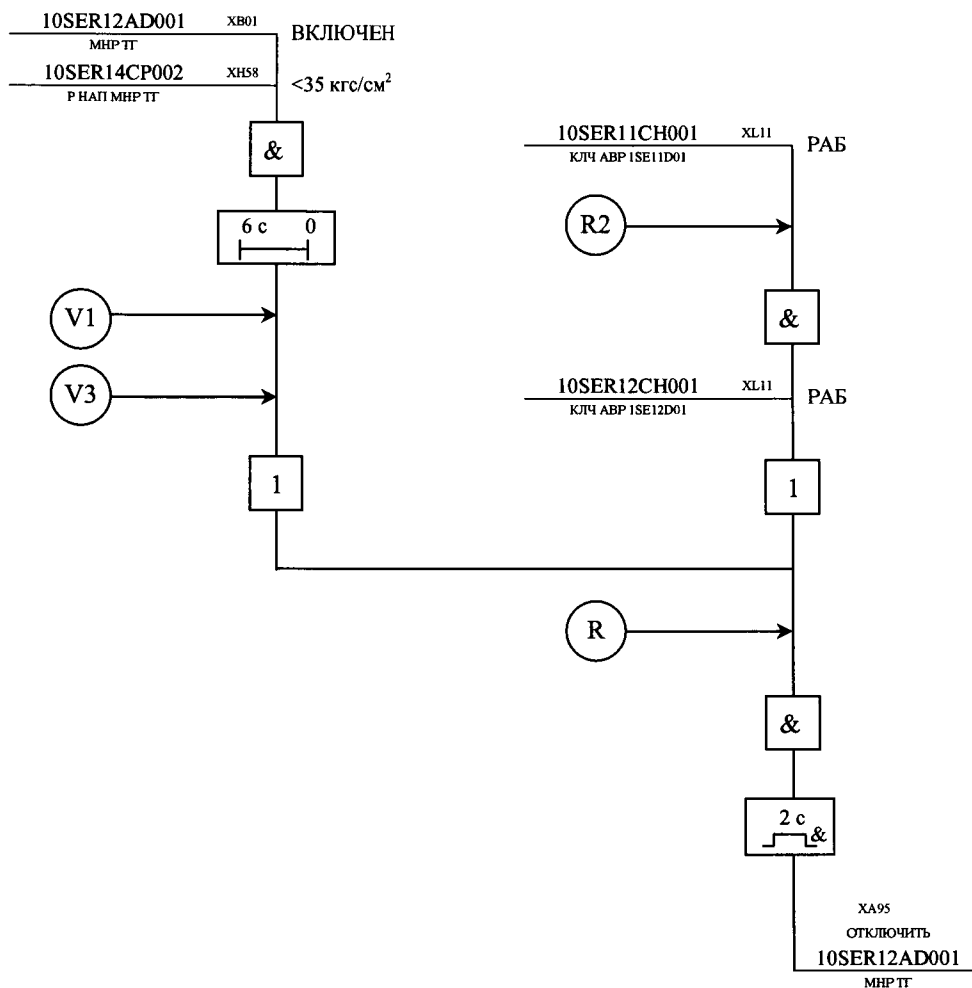 10SER12AD001 XB01 ВКЛЮЧЕН
МНР ТГ
10SER14CP002 XH58 <35 кгс/см²
Р НАП МНР ТГ
&
6 с 0
V1
V3
1
10SER11CH001 XL11 РАБ
КЛЧ АВР 1SE11D01
R2
&
10SER12CH001 XL11 РАБ
КЛЧ АВР 1SE12D01
1
R
&
2 с
&
XA95
ОТКЛЮЧИТЬ
10SER12AD001
МНР ТГ